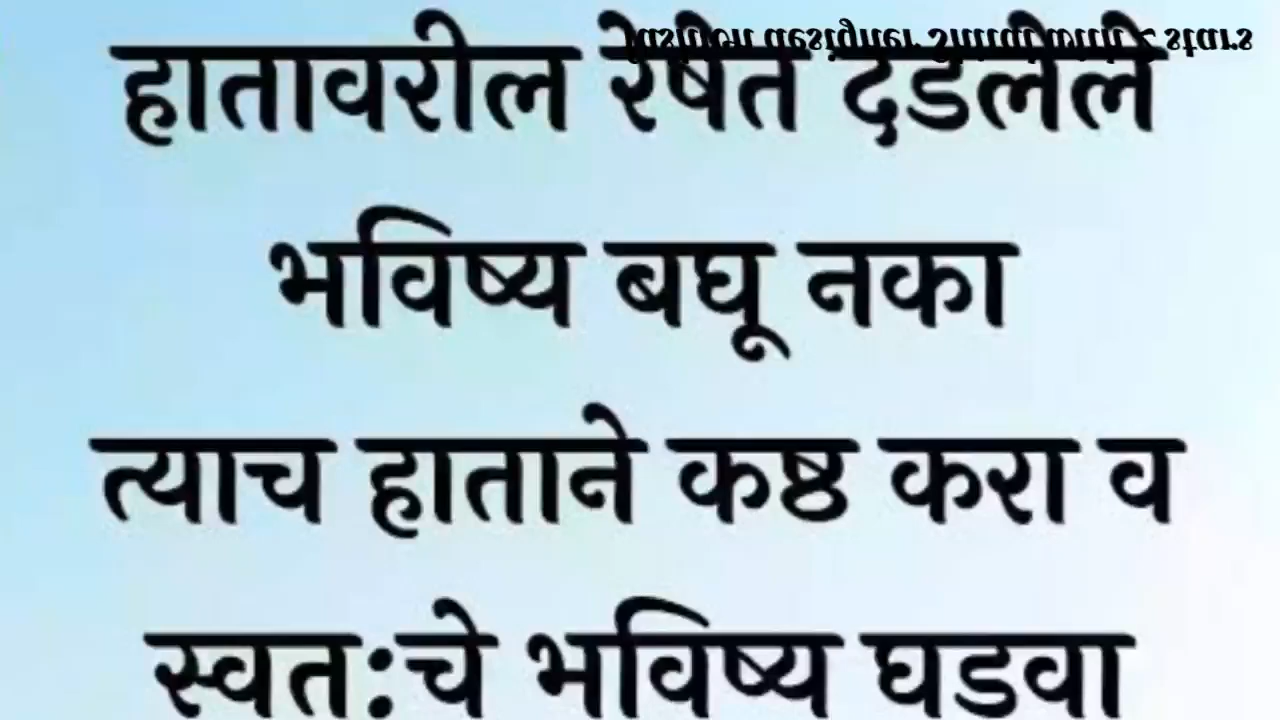 हातावरील रेषेत दडलेले
भविष्य बघू नका
त्याच हाताने कष्ट करा व
स्वत:चे भविष्य घडवा